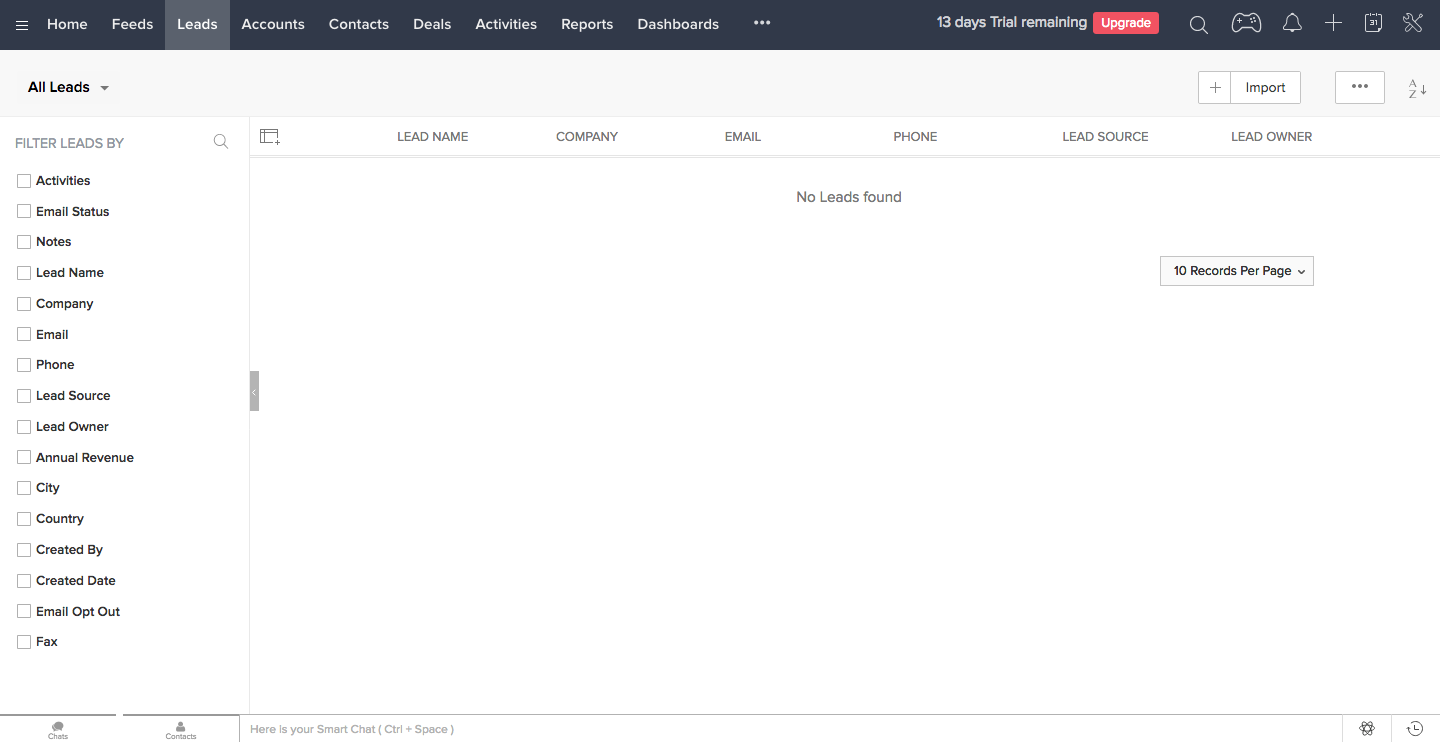 Home Feeds Leads Accounts Contacts Deals Activities Reports Dashboards ••• 13 days Trial remaining Upgrade 31
All Leads Import ••• A Z
FILTER LEADS BY LEAD NAME COMPANY EMAIL PHONE LEAD SOURCE LEAD OWNER
Activities
Email Status
Notes
Lead Name
Company
Email
Phone
Lead Source
Lead Owner
Annual Revenue
City
Country
Created By
Created Date
Email Opt Out
Fax
No Leads found
10 Records Per Page
Chats Contacts Here is your Smart Chat ( Ctrl + Space )